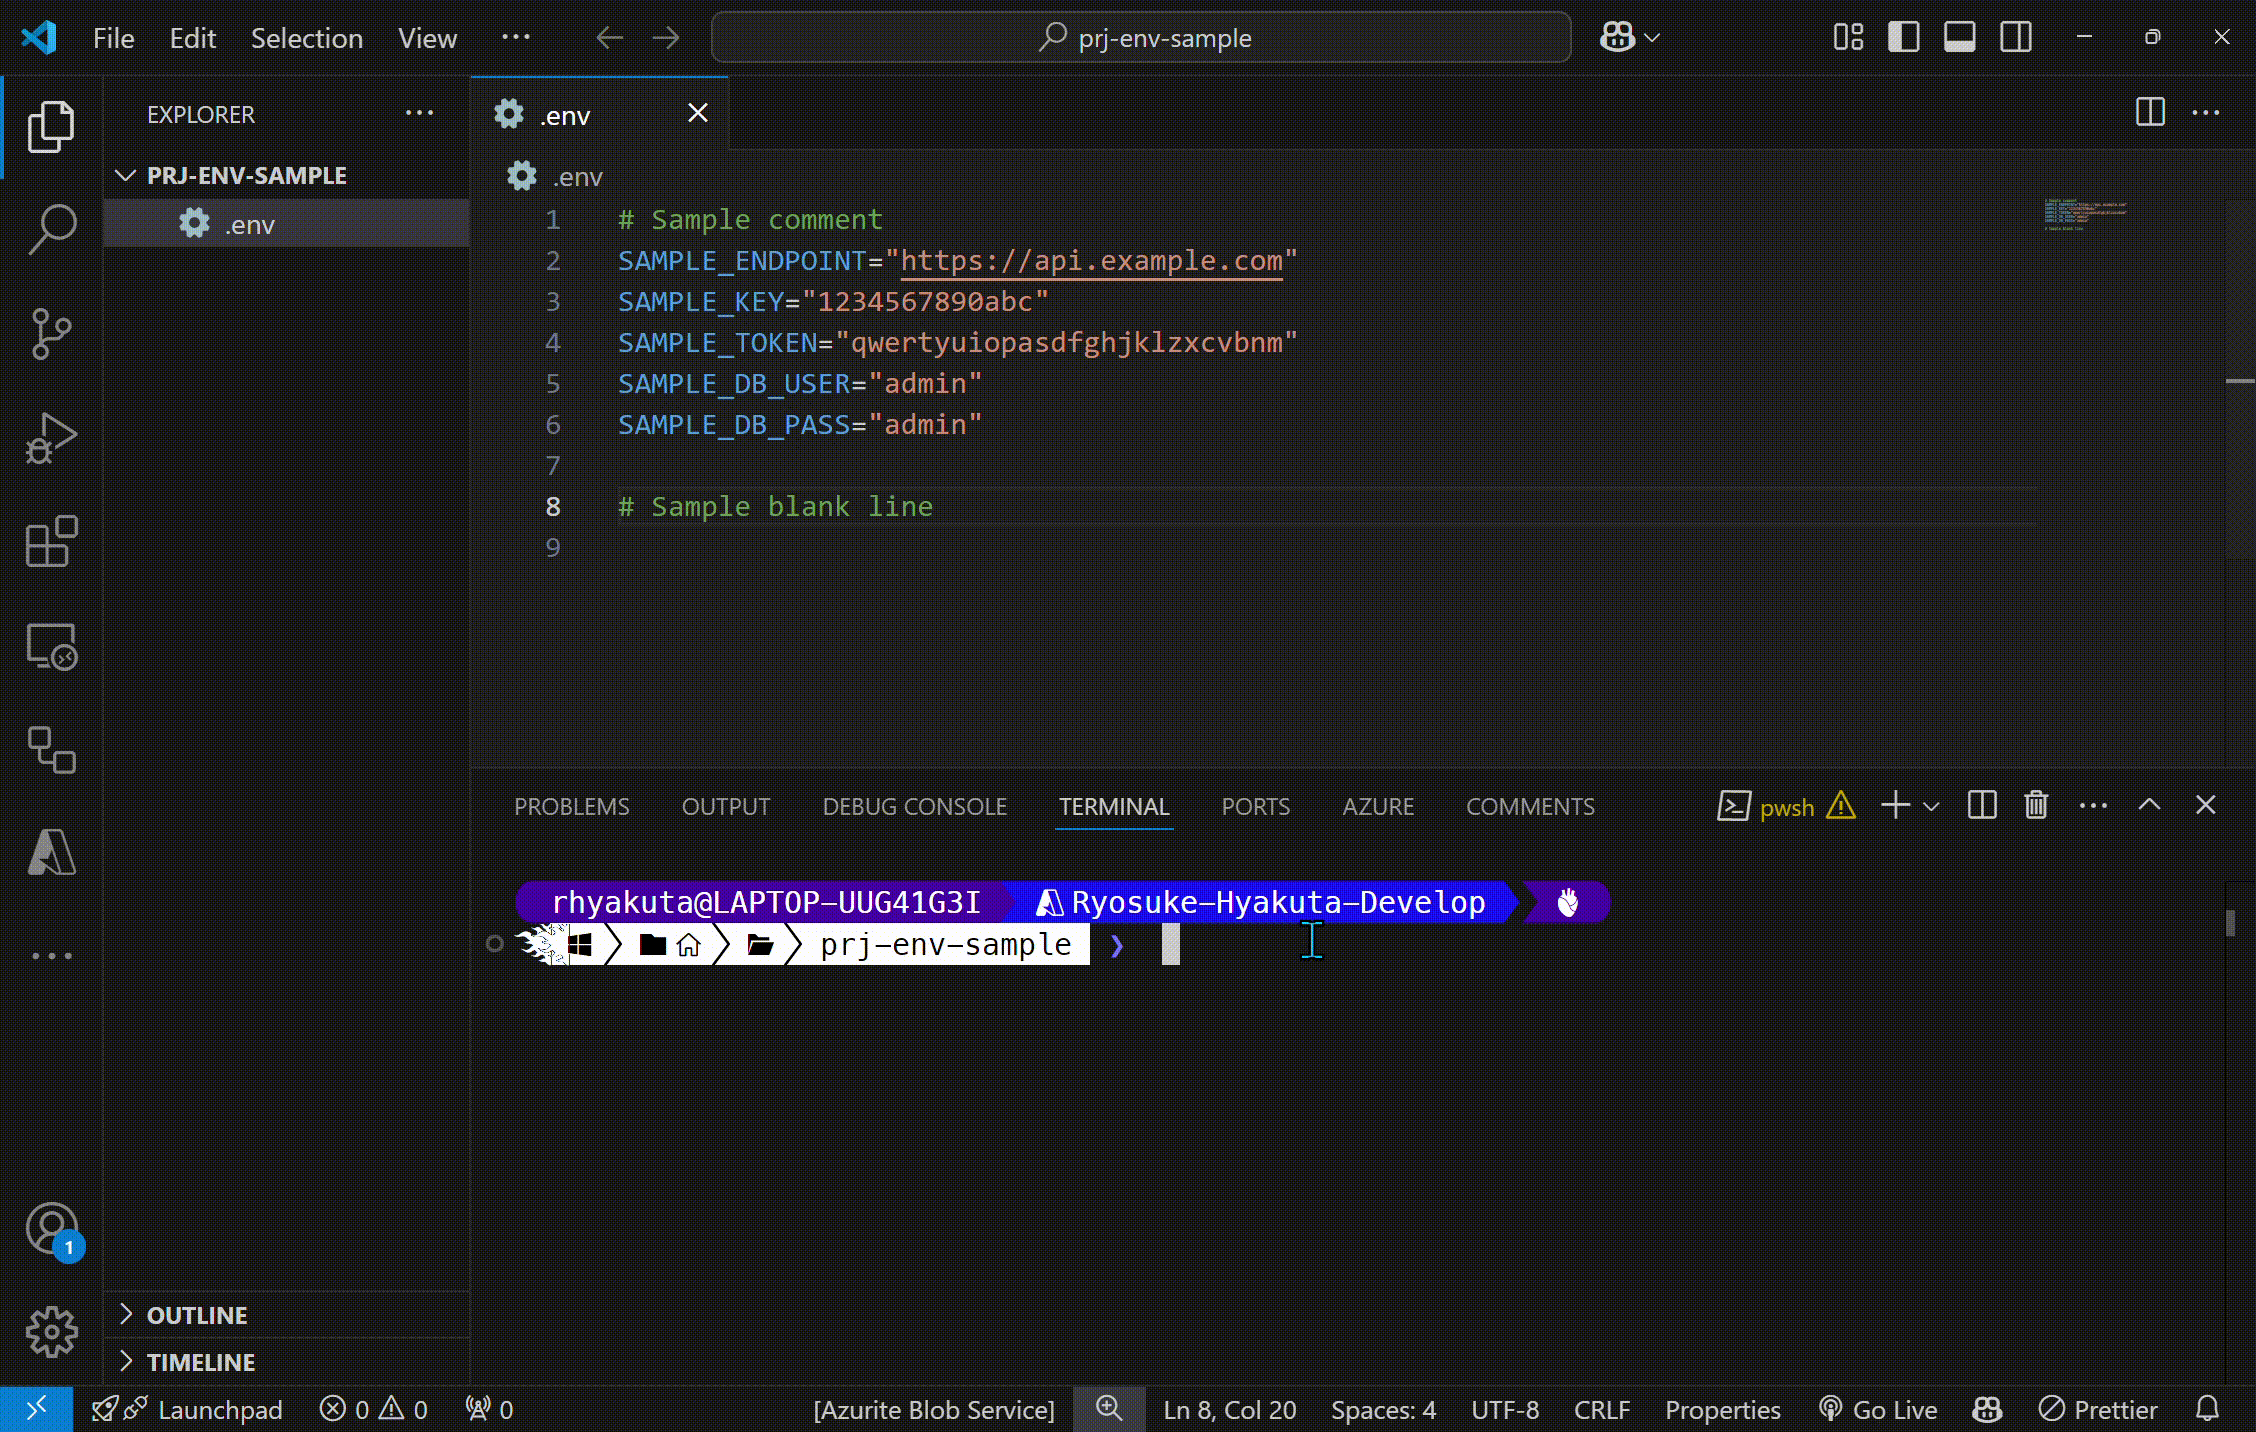 File Edit Selection View ··· prj-env-sample
EXPLORER ···
PRJ-ENV-SAMPLE
.env
.env
.env
1 # Sample comment
2 SAMPLE_ENDPOINT="https://api.example.com"
3 SAMPLE_KEY="1234567890abc"
4 SAMPLE_TOKEN="qwertyuiopasdfghjklzxcvbnm"
5 SAMPLE_DB_USER="admin"
6 SAMPLE_DB_PASS="admin"
7
8 # Sample blank line
9
PROBLEMS OUTPUT DEBUG CONSOLE TERMINAL PORTS AZURE COMMENTS pwsh
rhyakuta@LAPTOP-UUG41G3I Ryosuke-Hyakuta-Develop
prj-env-sample ❯
1
OUTLINE
TIMELINE
Launchpad 0 0 0 [Azurite Blob Service] Ln 8, Col 20 Spaces: 4 UTF-8 CRLF Properties Go Live Prettier